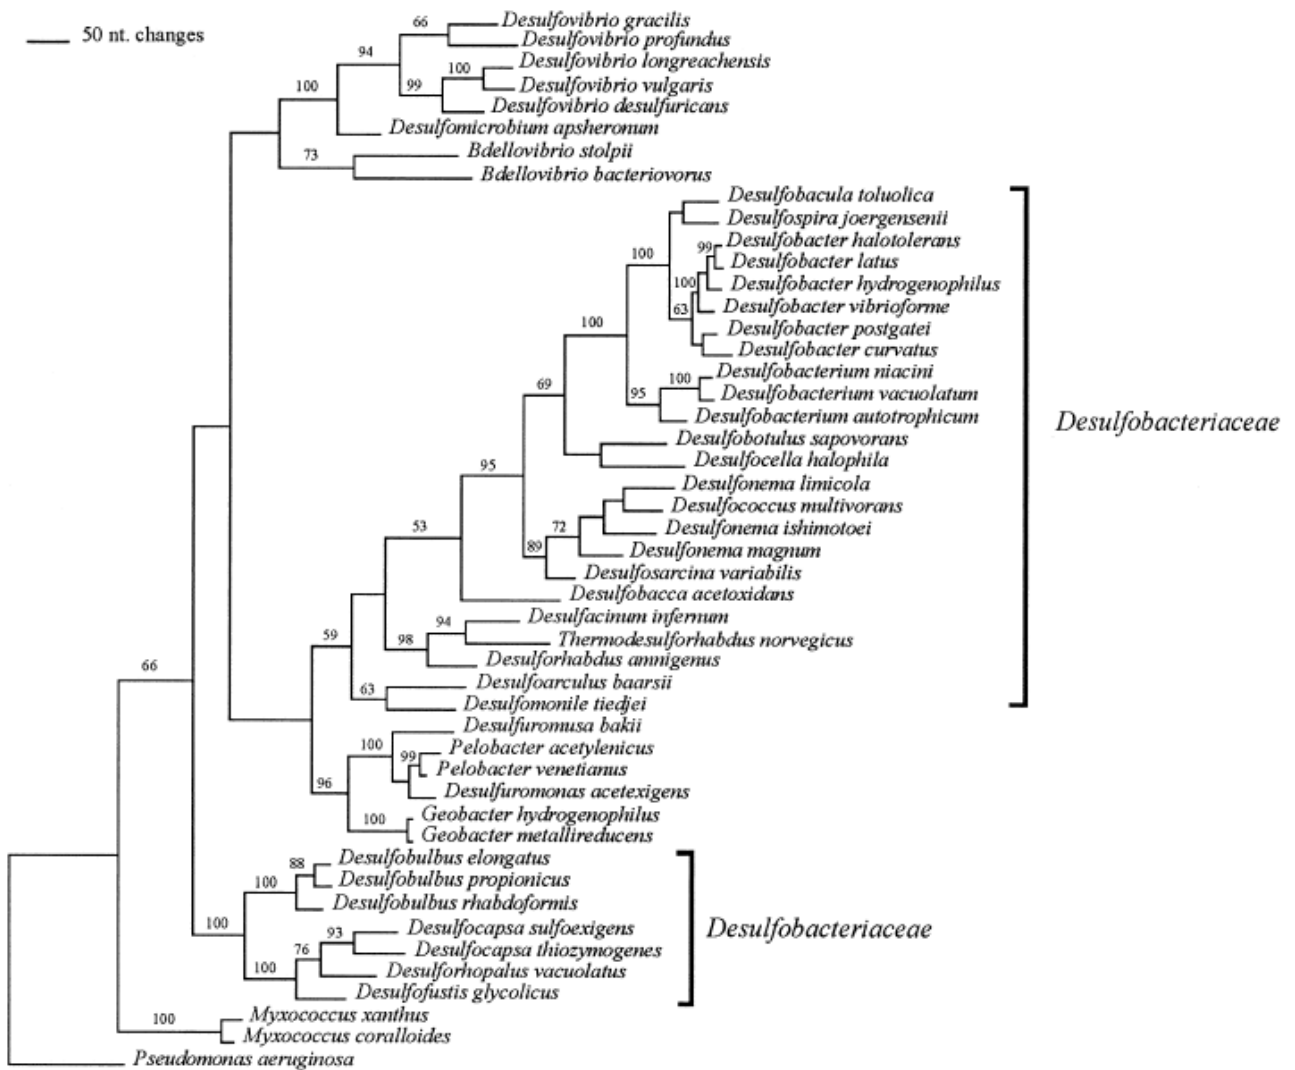 50 nt. changes
66
Desulfovibrio gracilis
Desulfovibrio profundus
94
100
Desulfovibrio longreachensis
99
Desulfovibrio vulgaris
100
Desulfovibrio desulfuricans
Desulfomicrobium apsheronum
73
Bdellovibrio stolpii
Bdellovibrio bacteriovorus
Desulfobacula toluolica
Desulfospira joergensenii
99
Desulfobacter halotolerans
100
Desulfobacter latus
100
Desulfobacter hydrogenophilus
63
Desulfobacter vibrioforme
100
Desulfobacter postgatei
Desulfobacter curvatus
100
Desulfobacterium niacini
69
95
Desulfobacterium vacuolatum
Desulfobacterium autotrophicum
Desulfobacteriaceae
Desulfobotulus sapovorans
95
Desulfocella halophila
Desulfonema limicola
Desulfococcus multivorans
53
72
Desulfonema ishimotoei
89
Desulfonema magnum
Desulfosarcina variabilis
Desulfobacca acetoxidans
94
Desulfacinum infernum
59
98
Thermodesulforhabdus norvegicus
66
Desulforhabdus amnigenus
63
Desulfoarculus baarsii
Desulfomonile tiedjei
Desulfuromusa bakii
100
Pelobacter acetylenicus
99
Pelobacter venetianus
96
Desulfuromonas acetexigens
100
Geobacter hydrogenophilus
Geobacter metallireducens
88
Desulfobulbus elongatus
100
Desulfobulbus propionicus
Desulfobulbus rhabdoformis
100
93
Desulfocapsa sulfoexigens
Desulfobacteriaceae
76
Desulfocapsa thiozymogenes
100
Desulforhopalus vacuolatus
Desulfofustis glycolicus
100
Myxococcus xanthus
Myxococcus coralloides
Pseudomonas aeruginosa